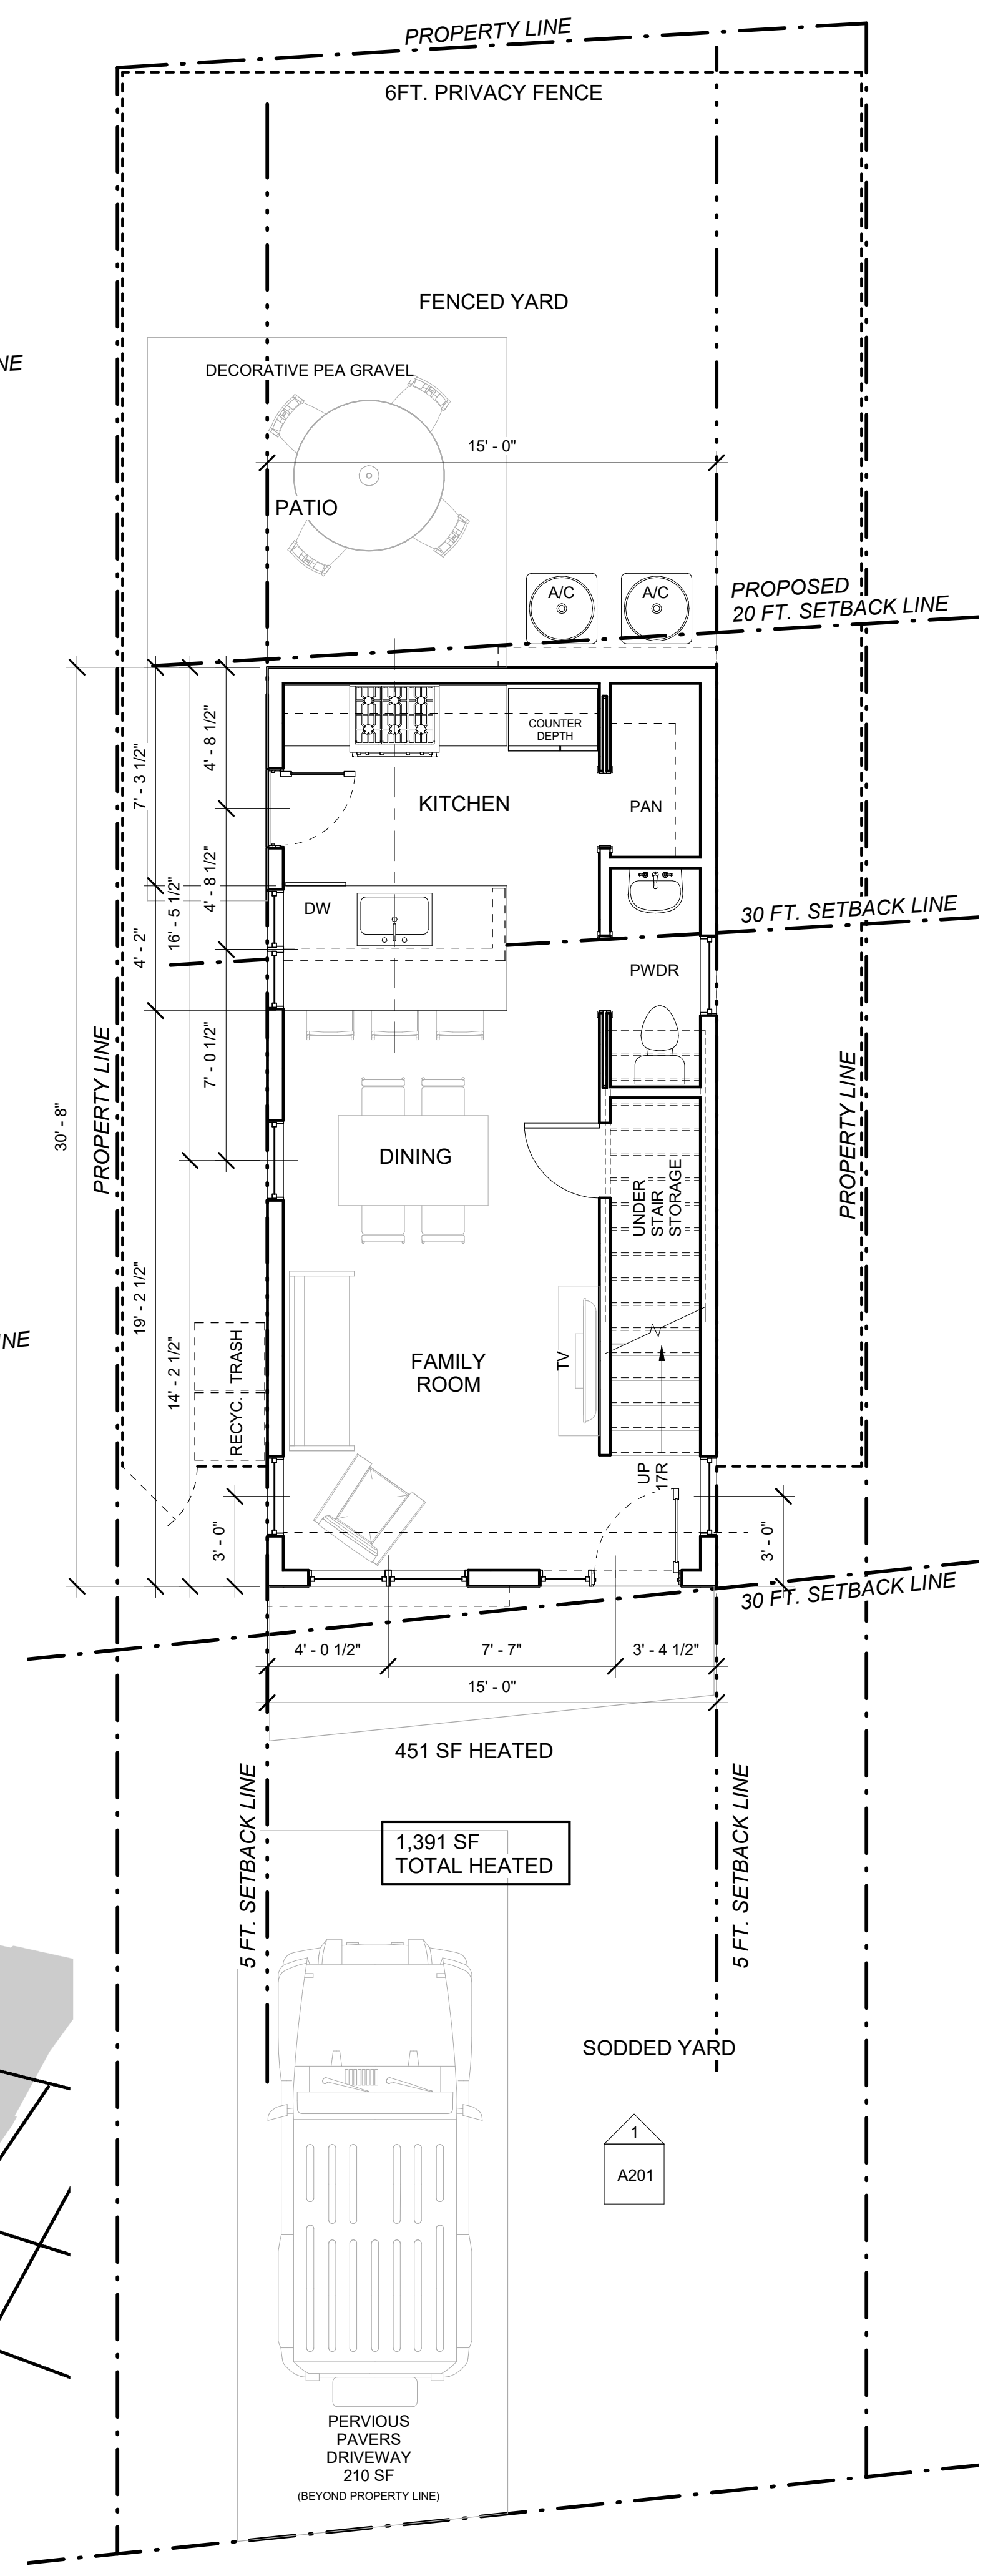 PROPERTY LINE
6FT. PRIVACY FENCE
FENCED YARD
NE
DECORATIVE PEA GRAVEL
15' - 0"
PATIO
A/C
A/C
PROPOSED
20 FT. SETBACK LINE
4' - 8 1/2"
7' - 3 1/2"
COUNTER
DEPTH
KITCHEN
PAN
4' - 8 1/2"
16' - 5 1/2"
4' - 2"
DW
30 FT. SETBACK LINE
PWDR
7' - 0 1/2"
PROPERTY LINE
30' - 8"
PROPERTY LINE
DINING
UNDER
STAIR
STORAGE
19' - 2 1/2"
14' - 2 1/2"
NE
TRASH
RECYC.
FAMILY
ROOM
TV
UP
17R
3' - 0"
3' - 0"
30 FT. SETBACK LINE
4' - 0 1/2"
7' - 7"
3' - 4 1/2"
15' - 0"
451 SF HEATED
5 FT. SETBACK LINE
5 FT. SETBACK LINE
1,391 SF
TOTAL HEATED
SODDED YARD
1
A201
PERVIOUS
PAVERS
DRIVEWAY
210 SF
(BEYOND PROPERTY LINE)